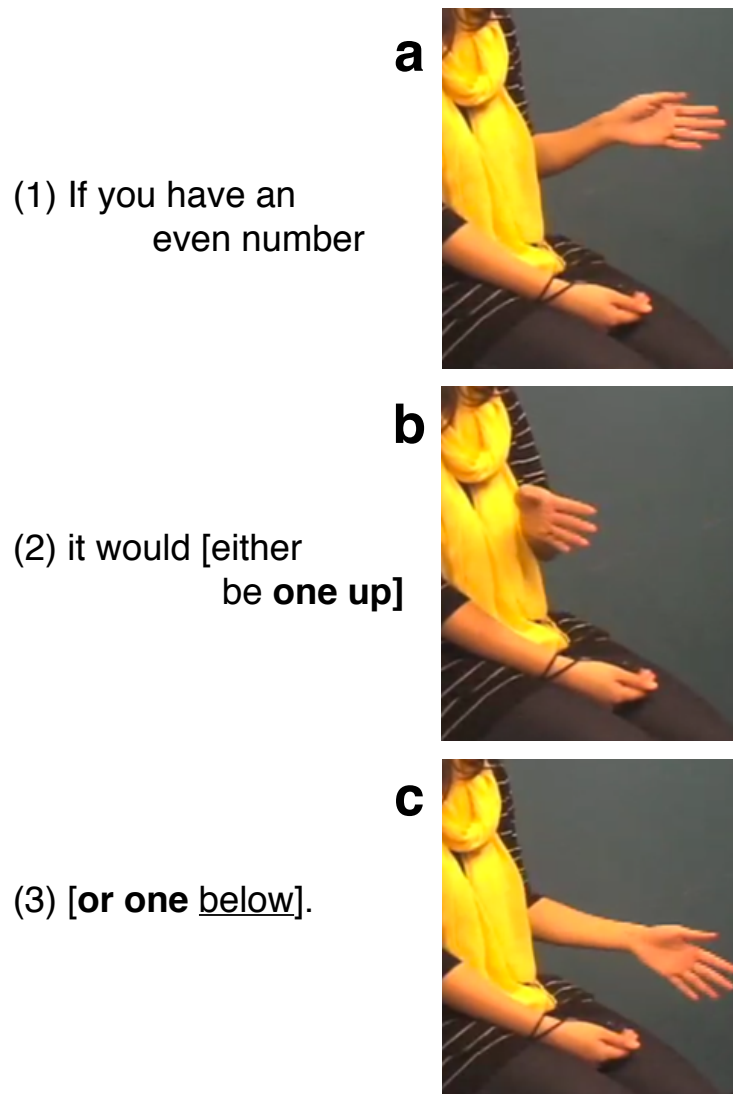 a
(1) If you have an
even number
b
(2) it would [either
be one up]
c
(3) [or one below].